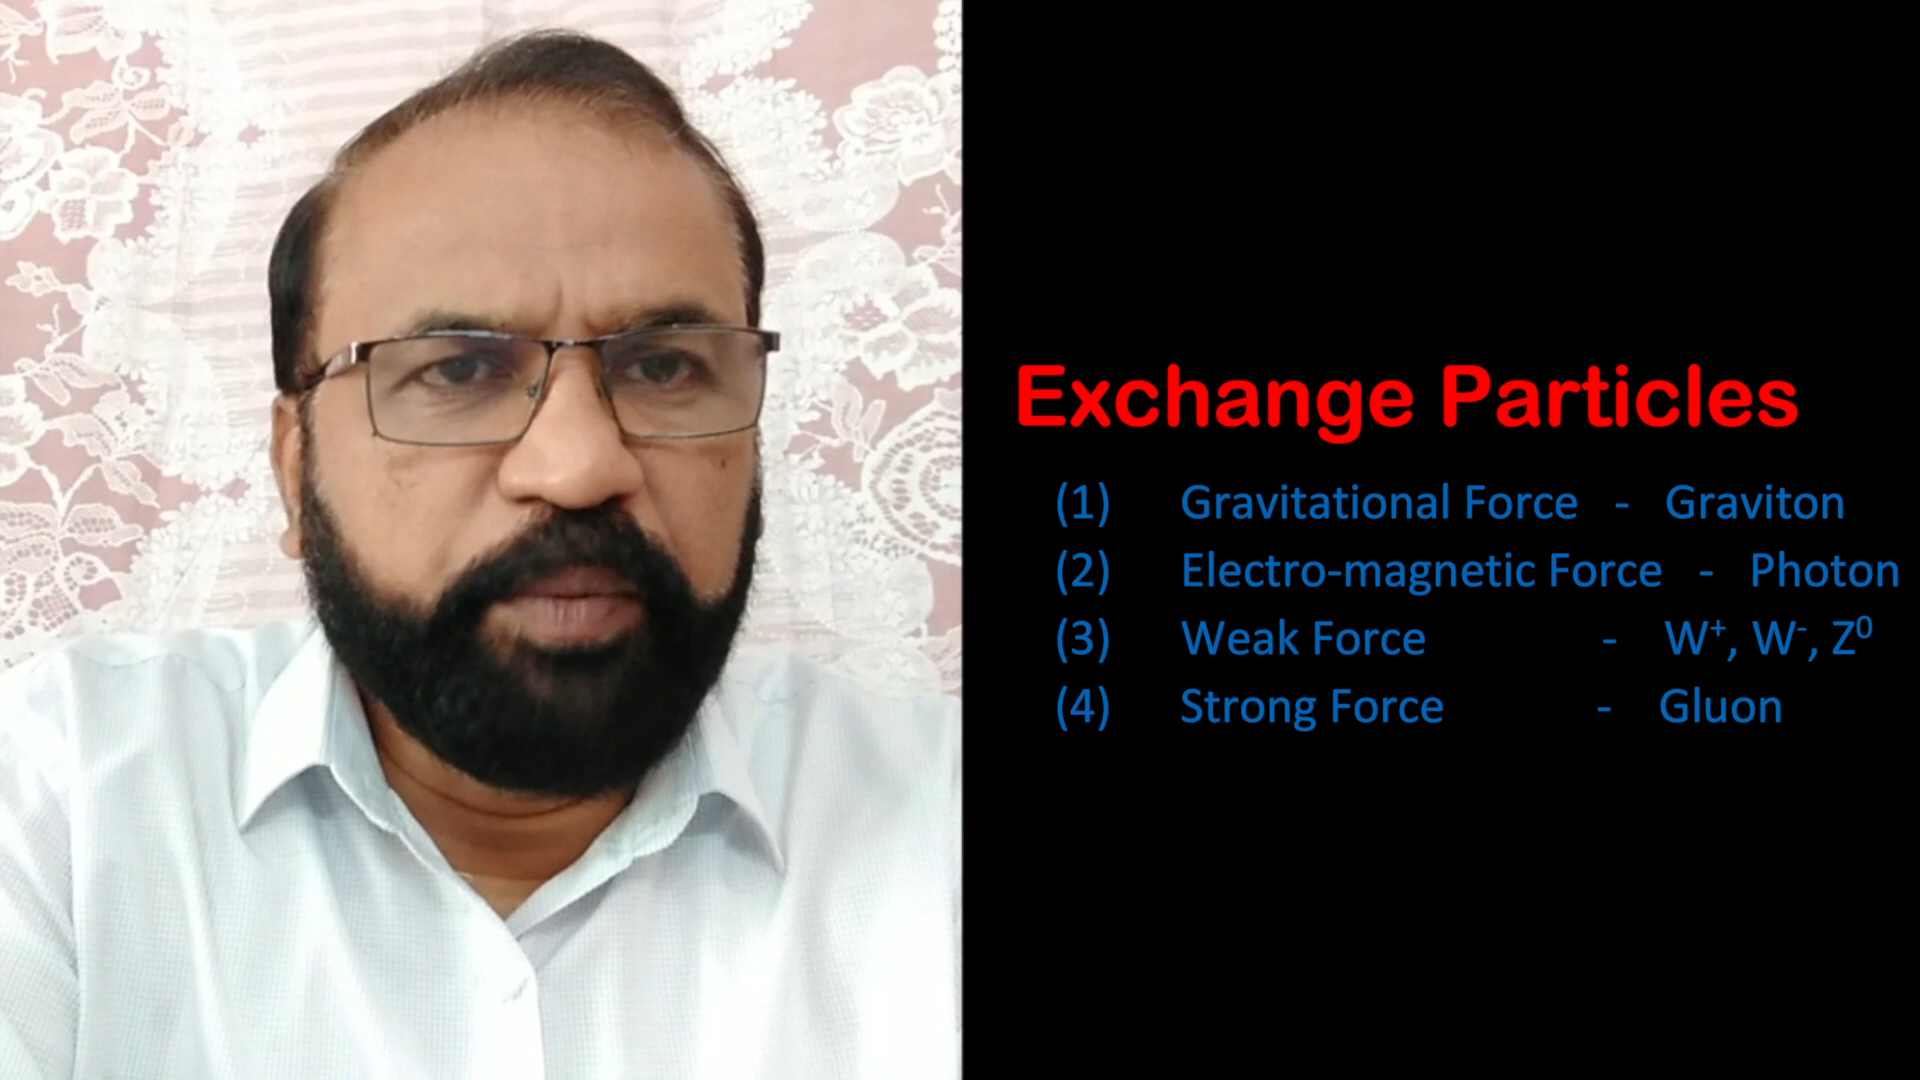 Exchange Particles
(1) Gravitational Force - Graviton
(2) Electro-magnetic Force - Photon
(3) Weak Force - W⁺, W⁻, Z⁰
(4) Strong Force - Gluon